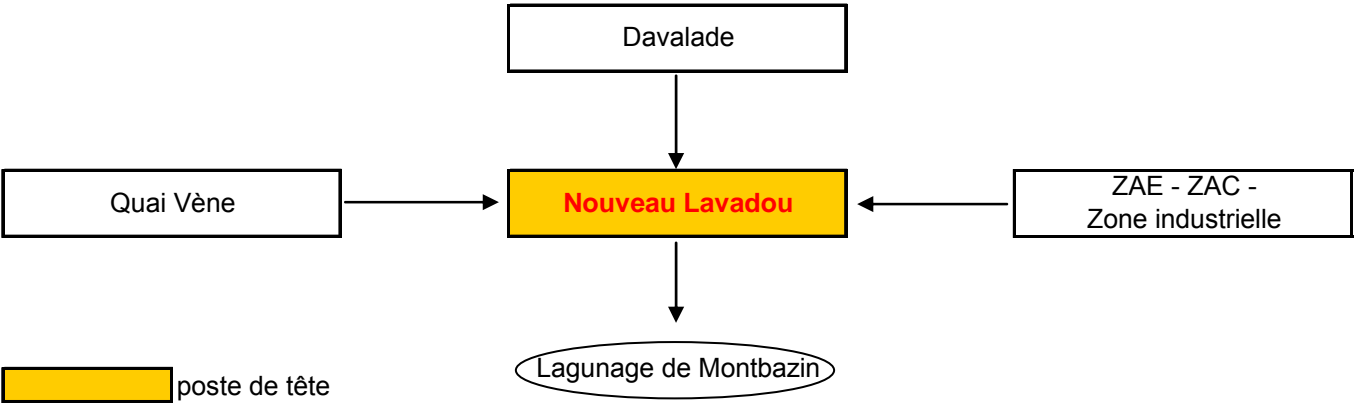 Davalade
Quai Vène
Nouveau Lavadou
ZAE - ZAC -
Zone industrielle
Lagunage de Montbazin
poste de tête